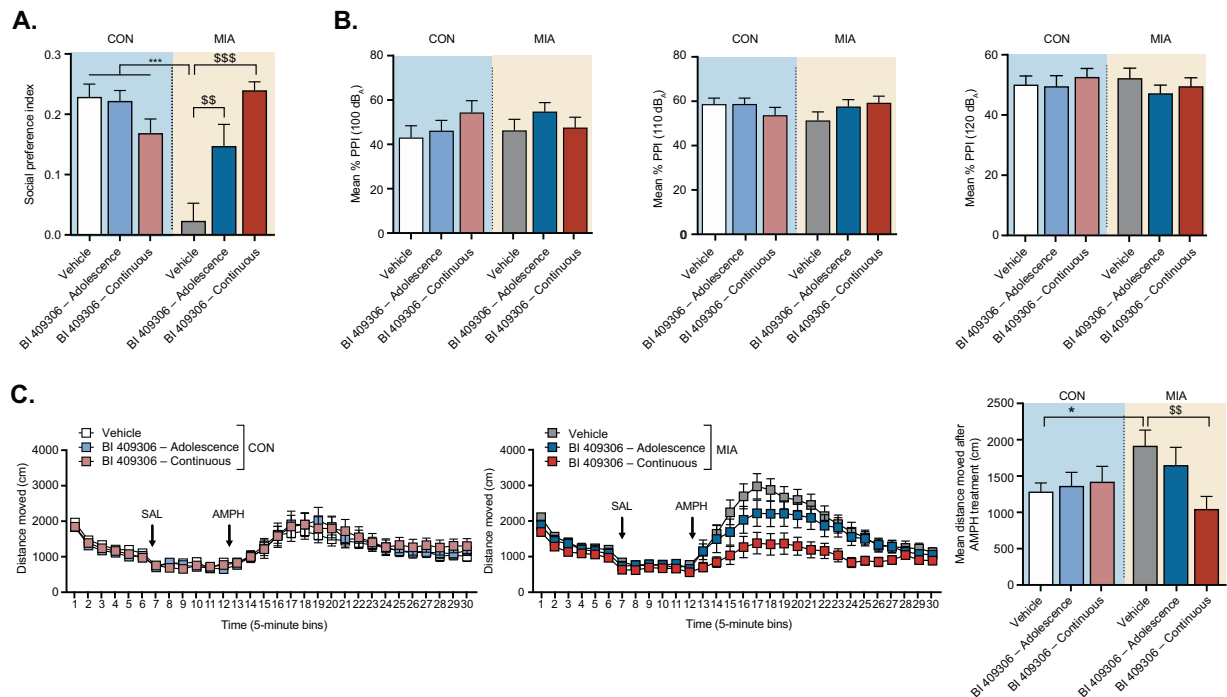 A.
CON
MIA
Social preference index
0.3
0.2
0.1
0.0
***
$$$
$$
Vehicle
BI 409306 – Adolescence
BI 409306 – Continuous
Vehicle
BI 409306 – Adolescence
BI 409306 – Continuous
B.
CON
MIA
Mean % PPI (100 dBA)
80
60
40
20
0
Vehicle
BI 409306 – Adolescence
BI 409306 – Continuous
Vehicle
BI 409306 – Adolescence
BI 409306 – Continuous
CON
MIA
Mean % PPI (110 dBA)
80
60
40
20
0
Vehicle
BI 409306 – Adolescence
BI 409306 – Continuous
Vehicle
BI 409306 – Adolescence
BI 409306 – Continuous
CON
MIA
Mean % PPI (120 dBA)
60
40
20
0
Vehicle
BI 409306 – Adolescence
BI 409306 – Continuous
Vehicle
BI 409306 – Adolescence
BI 409306 – Continuous
C.
Vehicle
BI 409306 – Adolescence
BI 409306 – Continuous
CON
Distance moved (cm)
4000
3000
2000
1000
0
SAL
AMPH
1 2 3 4 5 6 7 8 9 10 11 12 13 14 15 16 17 18 19 20 21 22 23 24 25 26 27 28 29 30
Time (5-minute bins)
Vehicle
BI 409306 – Adolescence
BI 409306 – Continuous
MIA
Distance moved (cm)
4000
3000
2000
1000
0
SAL
AMPH
1 2 3 4 5 6 7 8 9 10 11 12 13 14 15 16 17 18 19 20 21 22 23 24 25 26 27 28 29 30
Time (5-minute bins)
CON
MIA
Mean distance moved after
AMPH treatment (cm)
2500
2000
1500
1000
500
0
*
$$
Vehicle
BI 409306 – Adolescence
BI 409306 – Continuous
Vehicle
BI 409306 – Adolescence
BI 409306 – Continuous